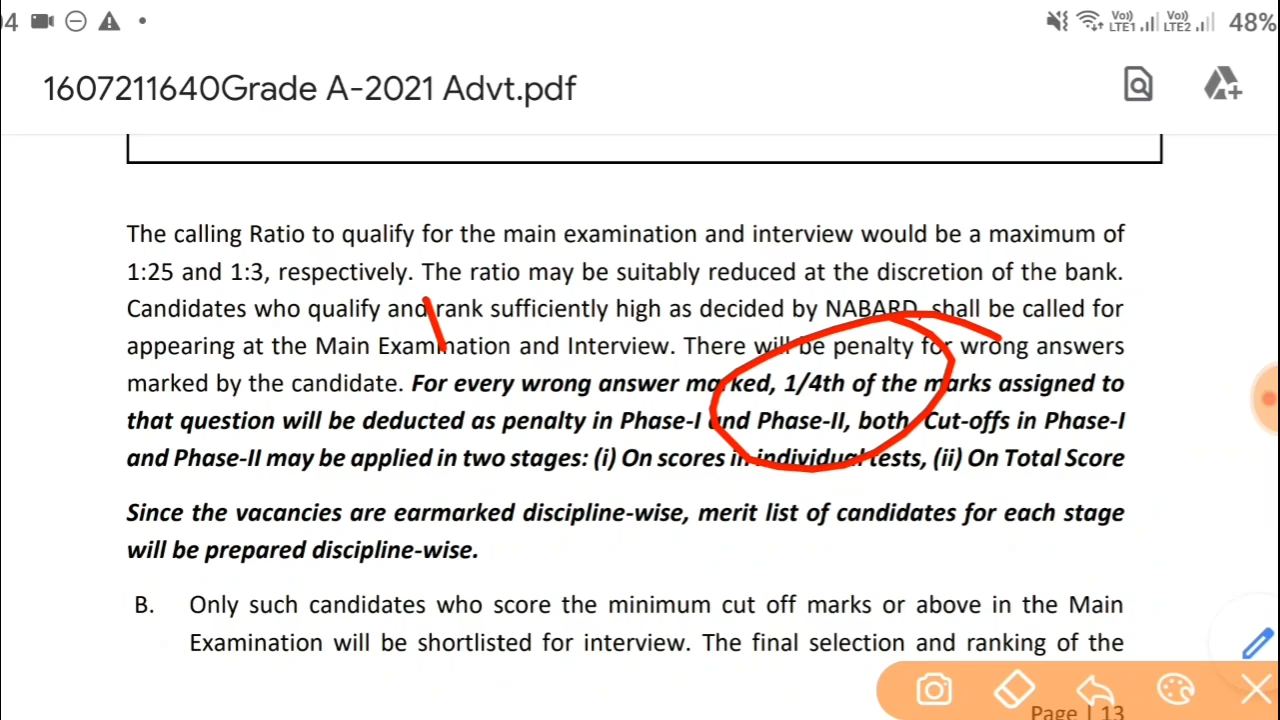 04 48%
Vo)) LTE1 Vo)) LTE2
1607211640Grade A-2021 Advt.pdf
The calling Ratio to qualify for the main examination and interview would be a maximum of
1:25 and 1:3, respectively. The ratio may be suitably reduced at the discretion of the bank.
Candidates who qualify and rank sufficiently high as decided by NABARD, shall be called for
appearing at the Main Examination and Interview. There will be penalty for wrong answers
marked by the candidate. For every wrong answer marked, 1/4th of the marks assigned to
that question will be deducted as penalty in Phase-I and Phase-II, both. Cut-offs in Phase-I
and Phase-II may be applied in two stages: (i) On scores in individual tests, (ii) On Total Score
Since the vacancies are earmarked discipline-wise, merit list of candidates for each stage
will be prepared discipline-wise.
B. Only such candidates who score the minimum cut off marks or above in the Main
Examination will be shortlisted for interview. The final selection and ranking of the
Page | 13